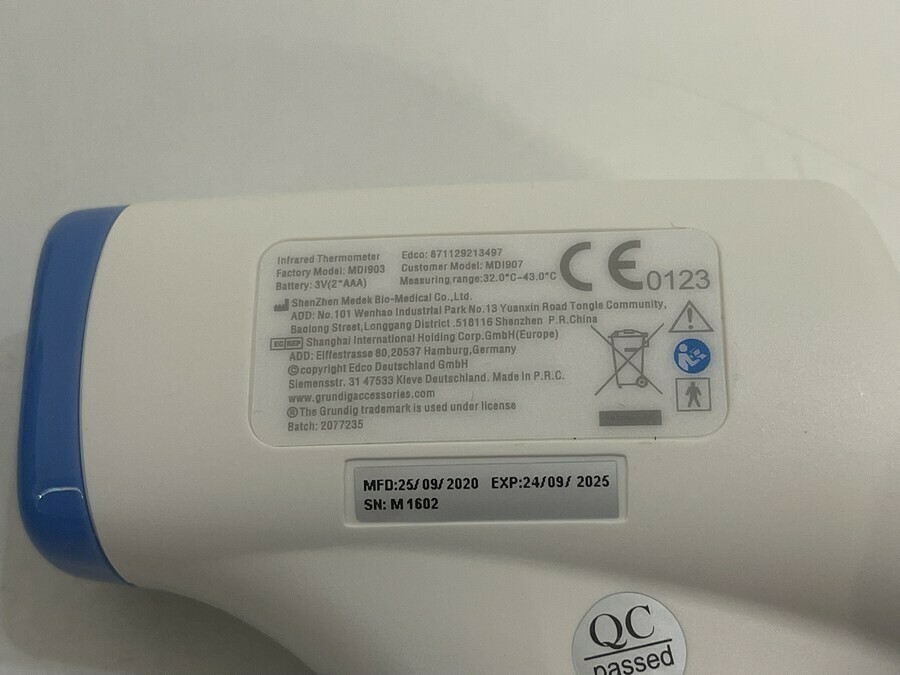 Infrared Thermometer
Factory Model: MDI903
Battery: 3V(2*AAA)
Edco: 871129213497
Customer Model: MDI907
Measuring range:32.0°C~43.0°C
CE 0123
ShenZhen Medek Bio-Medical Co.,Ltd.
ADD: No.101 Wenhao Industrial Park No.13 Yuanxin Road Tongle Community,
Baolong Street,Longgang District .518116 Shenzhen P.R.China
EC REP Shanghai International Holding Corp.GmbH(Europe)
ADD: Eiffestrasse 80,20537 Hamburg,Germany
©copyright Edco Deutschland GmbH
Siemensstr. 31 47533 Kleve Deutschland. Made in P.R.C.
www.grundigaccessories.com
®The Grundig trademark is used under license
Batch: 2077235
MFD:25/09/2020 EXP:24/09/ 2025
SN: M1602
QC
passed